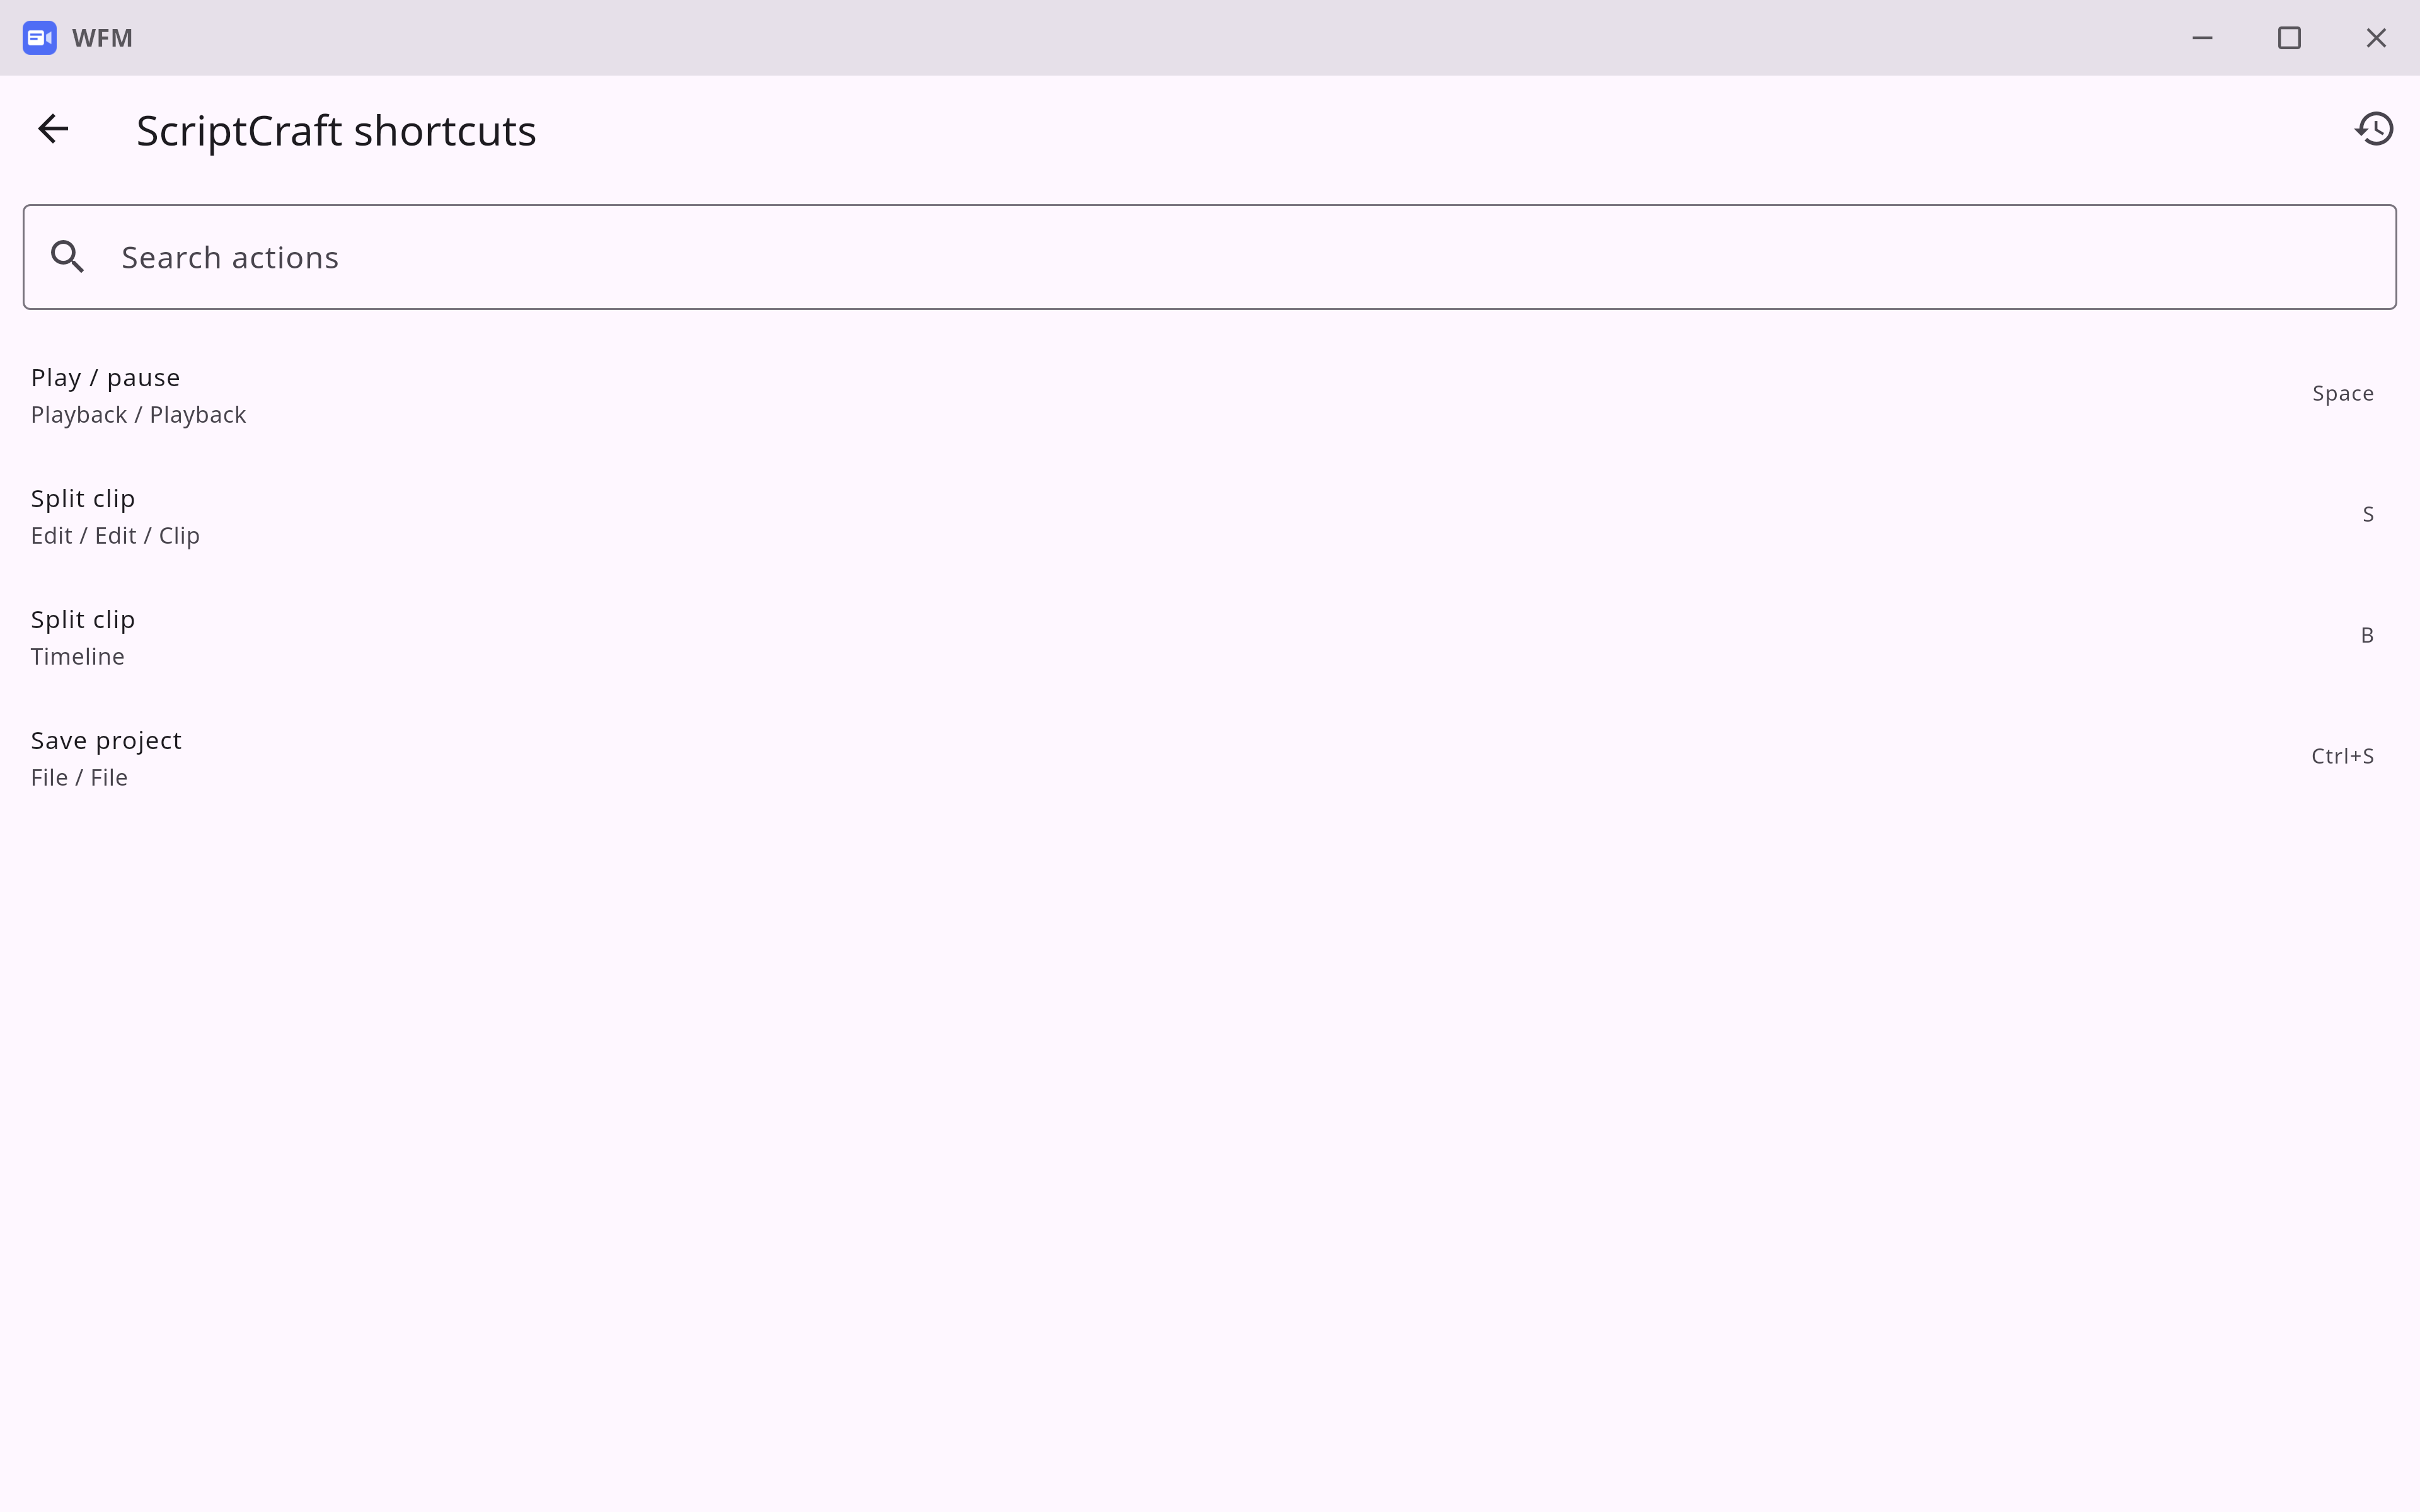 WFM
ScriptCraft shortcuts
Search actions
Play / pause
Playback / Playback
Space
Split clip
Edit / Edit / Clip
S
Split clip
Timeline
B
Save project
File / File
Ctrl+S